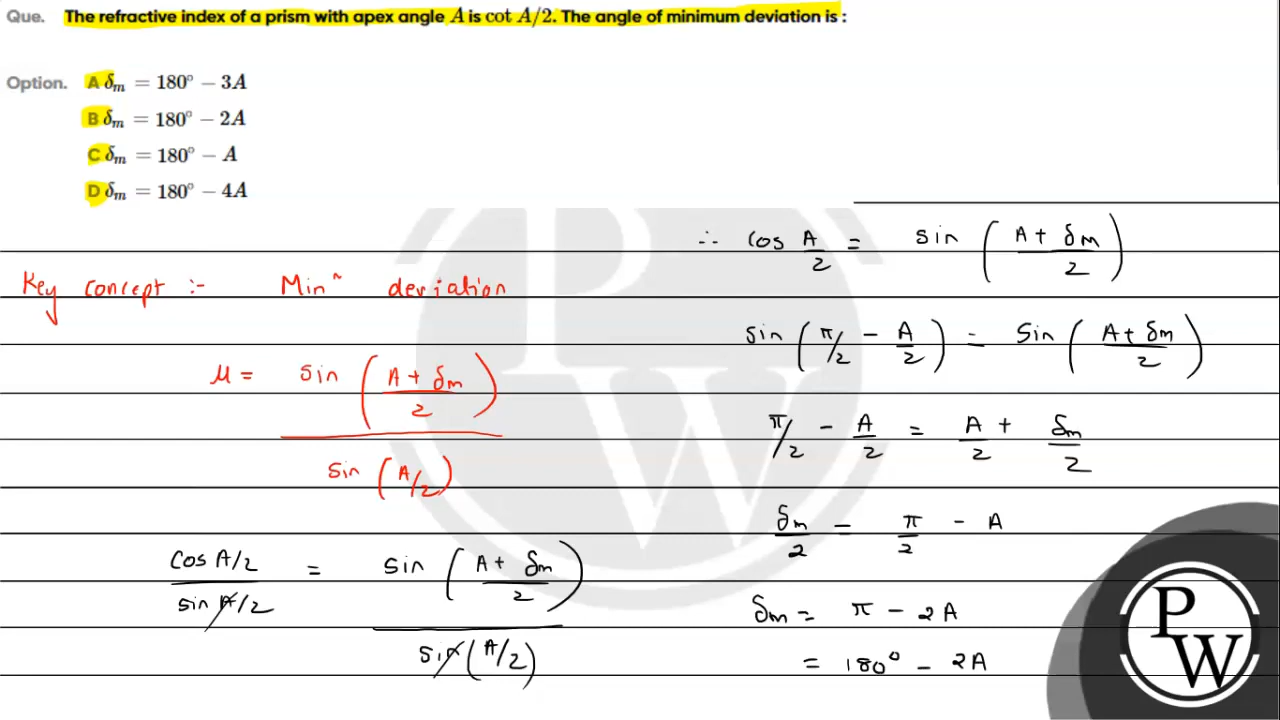 Que. The refractive index of a prism with apex angle A is cot A/2. The angle of minimum deviation is :
Option. A δm = 180° − 3A
B δm = 180° − 2A
C δm = 180° − A
D δm = 180° − 4A
Key concept :- Minm deviation
μ = sin (A + δm / 2) / sin (A/2)
cos A/2 / sin A/2 = sin (A + δm / 2) / sin (A/2)
∴ cos A/2 = sin (A + δm / 2)
sin (π/2 − A/2) = sin (A + δm / 2)
π/2 − A/2 = A/2 + δm/2
δm/2 = π/2 − A
δm = π − 2A
= 180° − 2A
PW